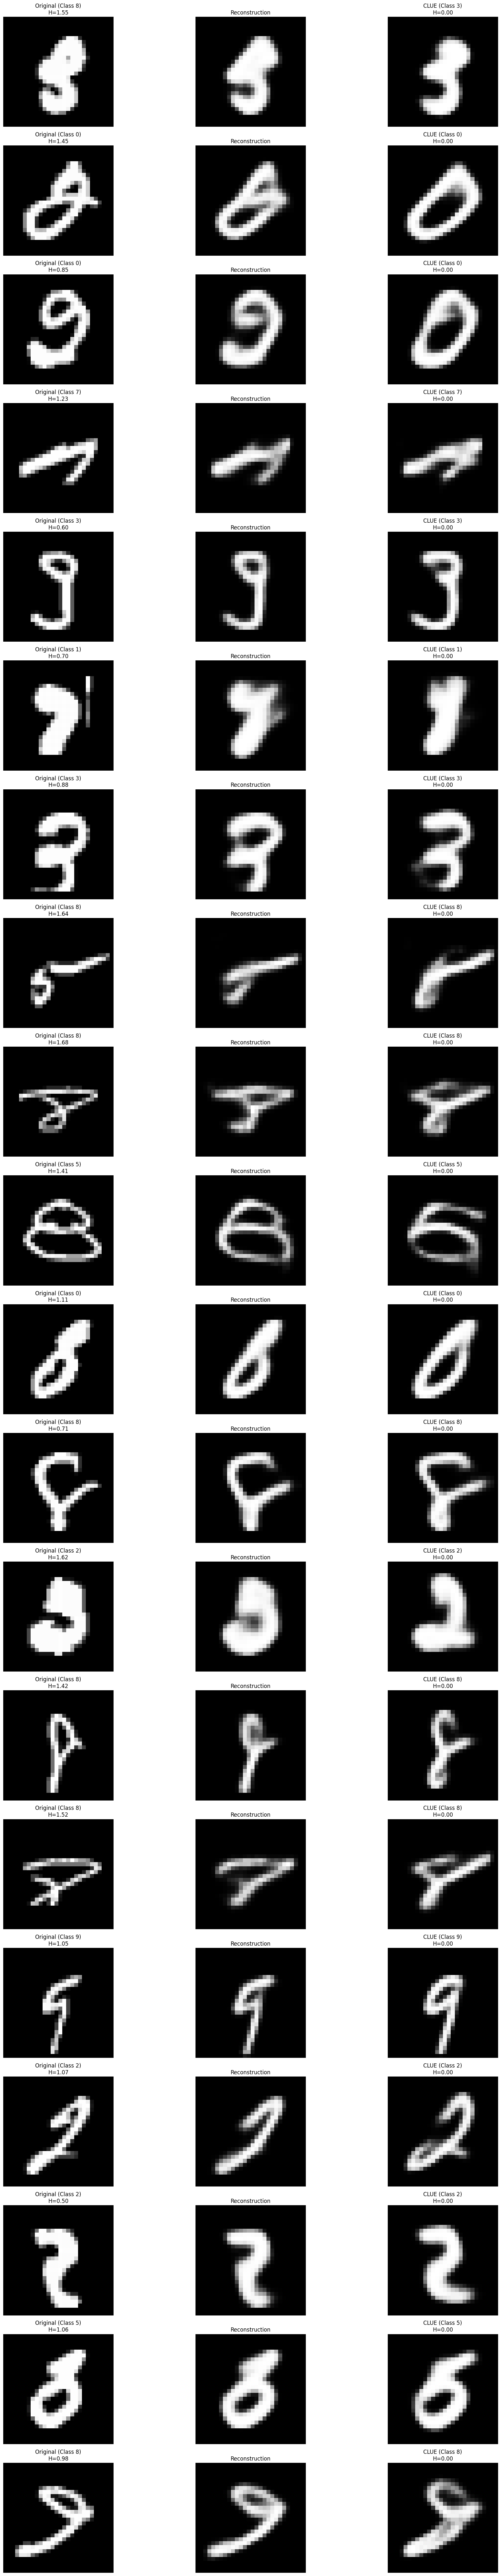 Original (Class 8)
H=1.55
Reconstruction
CLUE (Class 3)
H=0.00
Original (Class 0)
H=1.45
Reconstruction
CLUE (Class 0)
H=0.00
Original (Class 0)
H=0.85
Reconstruction
CLUE (Class 0)
H=0.00
Original (Class 7)
H=1.23
Reconstruction
CLUE (Class 7)
H=0.00
Original (Class 3)
H=0.60
Reconstruction
CLUE (Class 3)
H=0.00
Original (Class 1)
H=0.70
Reconstruction
CLUE (Class 1)
H=0.00
Original (Class 3)
H=0.88
Reconstruction
CLUE (Class 3)
H=0.00
Original (Class 8)
H=1.64
Reconstruction
CLUE (Class 8)
H=0.00
Original (Class 8)
H=1.68
Reconstruction
CLUE (Class 8)
H=0.00
Original (Class 5)
H=1.41
Reconstruction
CLUE (Class 5)
H=0.00
Original (Class 0)
H=1.11
Reconstruction
CLUE (Class 0)
H=0.00
Original (Class 8)
H=0.71
Reconstruction
CLUE (Class 8)
H=0.00
Original (Class 2)
H=1.62
Reconstruction
CLUE (Class 2)
H=0.00
Original (Class 8)
H=1.42
Reconstruction
CLUE (Class 8)
H=0.00
Original (Class 8)
H=1.52
Reconstruction
CLUE (Class 8)
H=0.00
Original (Class 9)
H=1.05
Reconstruction
CLUE (Class 9)
H=0.00
Original (Class 2)
H=1.07
Reconstruction
CLUE (Class 2)
H=0.00
Original (Class 2)
H=0.50
Reconstruction
CLUE (Class 2)
H=0.00
Original (Class 5)
H=1.06
Reconstruction
CLUE (Class 5)
H=0.00
Original (Class 8)
H=0.98
Reconstruction
CLUE (Class 8)
H=0.00